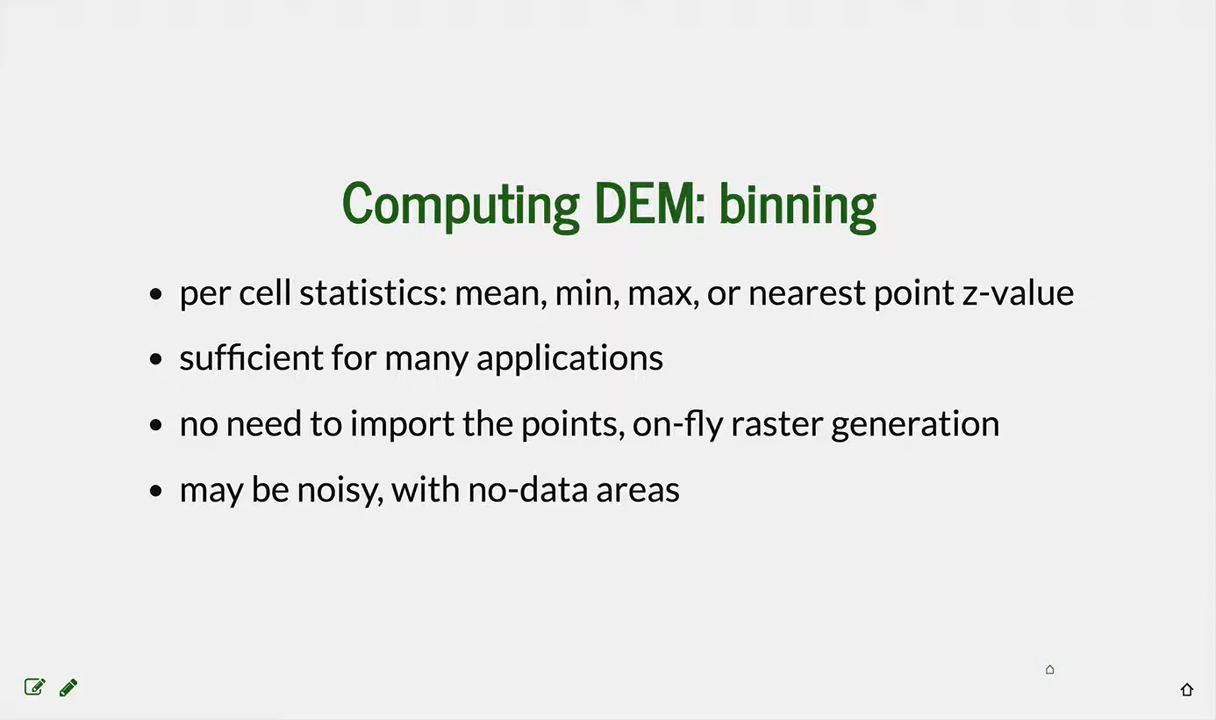 Computing DEM: binning
• per cell statistics: mean, min, max, or nearest point z-value
• sufficient for many applications
• no need to import the points, on-fly raster generation
• may be noisy, with no-data areas